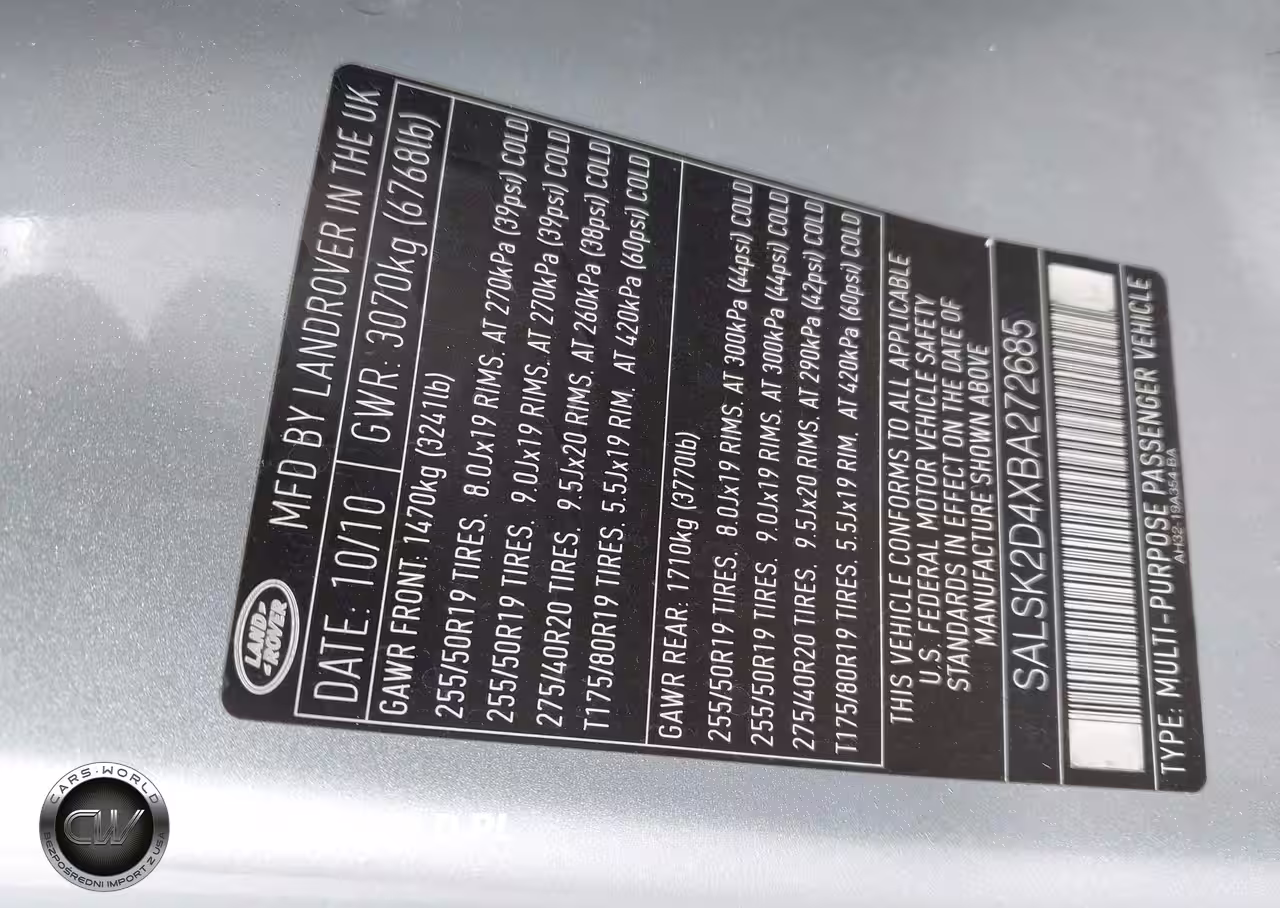 LAND-
-ROVER
MFD BY LANDROVER IN THE UK
DATE: 10/10 GWR: 3070kg (6768lb)
GAWR FRONT: 1470kg (3241lb)
255/50R19 TIRES. 8.0Jx19 RIMS. AT 270kPa (39psi) COLD
255/50R19 TIRES. 9.0Jx19 RIMS. AT 270kPa (39psi) COLD
275/40R20 TIRES. 9.5Jx20 RIMS. AT 260kPa (38psi) COLD
T175/80R19 TIRES. 5.5Jx19 RIM. AT 420kPa (60psi) COLD
GAWR REAR: 1710kg (3770lb)
255/50R19 TIRES. 8.0Jx19 RIMS. AT 300kPa (44psi) COLD
255/50R19 TIRES. 9.0Jx19 RIMS. AT 300kPa (44psi) COLD
275/40R20 TIRES. 9.5Jx20 RIMS. AT 290kPa (42psi) COLD
T175/80R19 TIRES. 5.5Jx19 RIM. AT 420kPa (60psi) COLD
THIS VEHICLE CONFORMS TO ALL APPLICABLE
U.S. FEDERAL MOTOR VEHICLE SAFETY
STANDARDS IN EFFECT ON THE DATE OF
MANUFACTURE SHOWN ABOVE
SALSK2D4XBA272685
TYPE: MULTI-PURPOSE PASSENGER VEHICLE
AH32-19A354-BA
CARS·WORLD
CW
BEZPOŚREDNI IMPORT Z USA